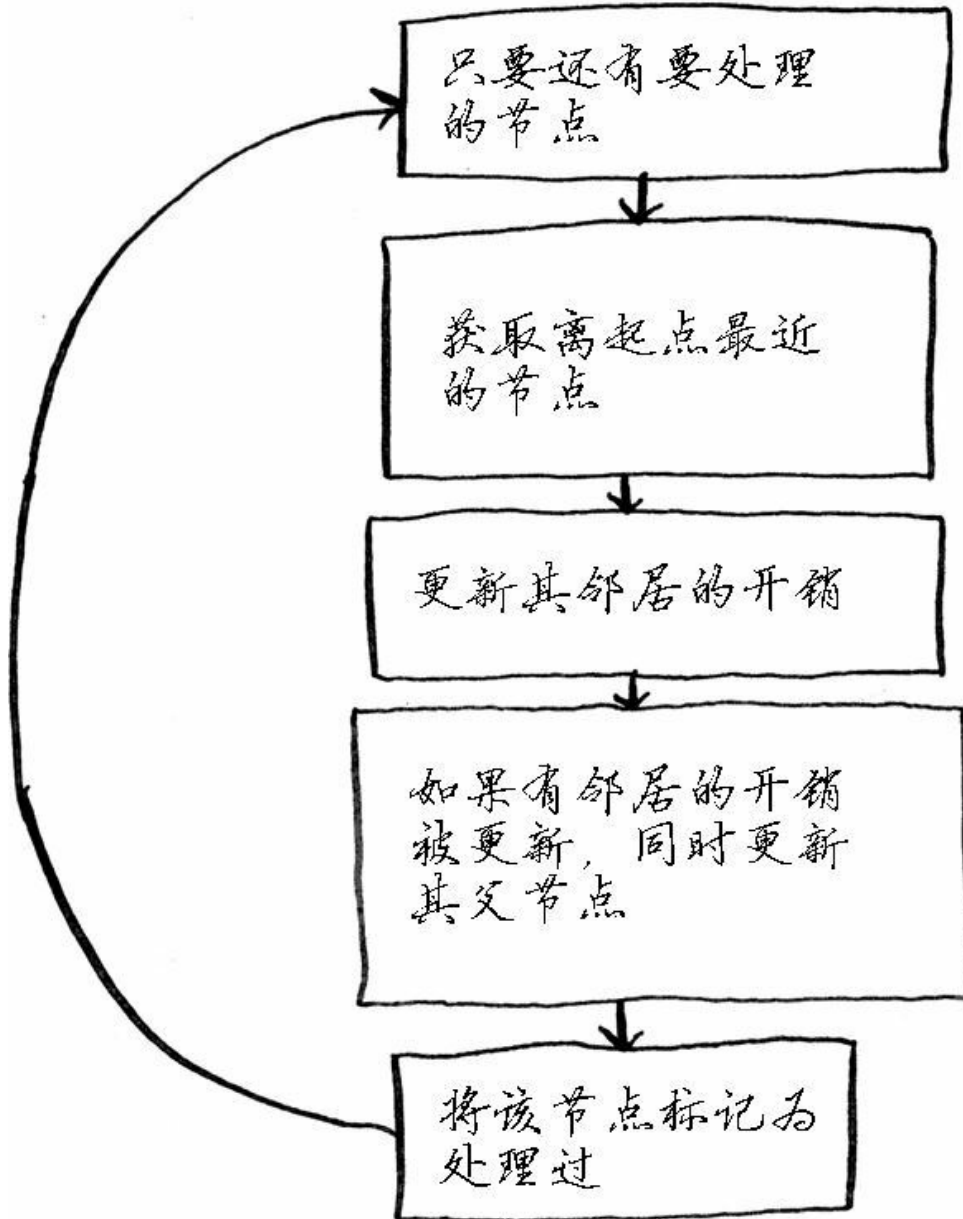 只要还有要处理
的节点
获取离起点最近
的节点
更新其邻居的开销
如果有邻居的开销
被更新，同时更新
其父节点
将该节点标记为
处理过